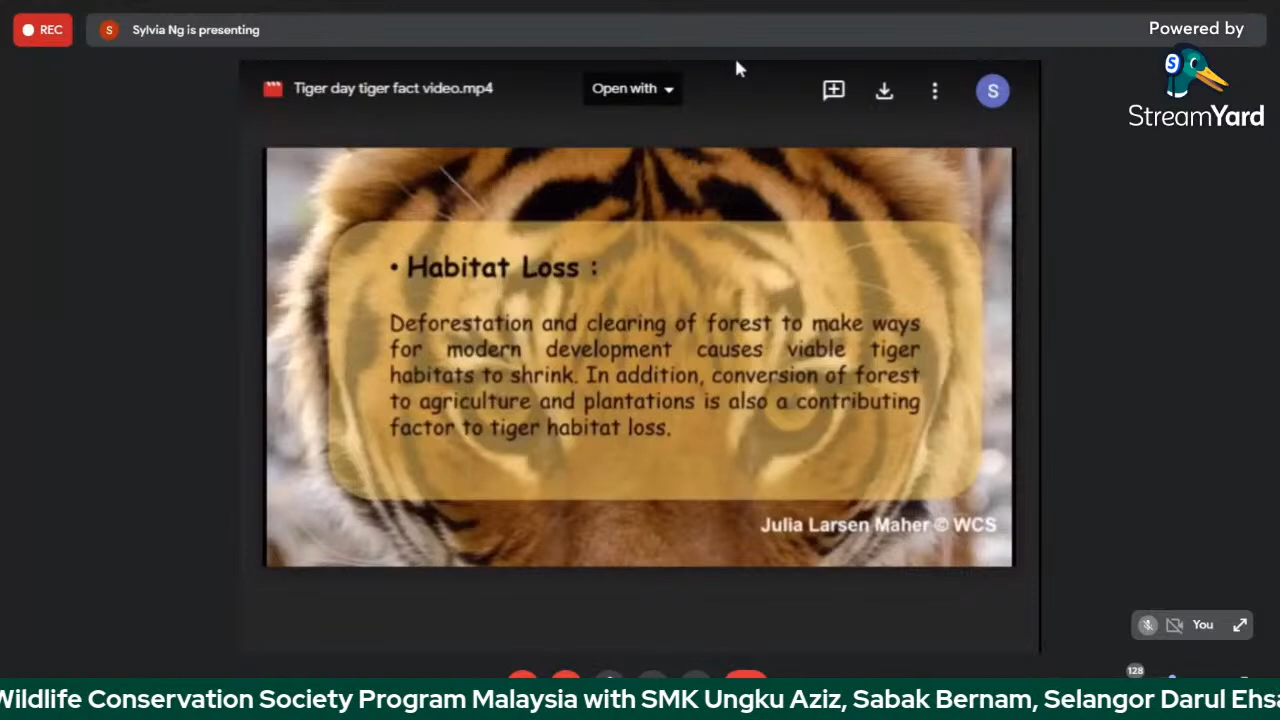 REC
S
Sylvia Ng is presenting
Powered by
StreamYard
Tiger day tiger fact video.mp4
Open with
S
• Habitat Loss :
Deforestation and clearing of forest to make ways
for modern development causes viable tiger
habitats to shrink. In addition, conversion of forest
to agriculture and plantations is also a contributing
factor to tiger habitat loss.
Julia Larsen Maher © WCS
You
128
Wildlife Conservation Society Program Malaysia with SMK Ungku Aziz, Sabak Bernam, Selangor Darul Ehsa